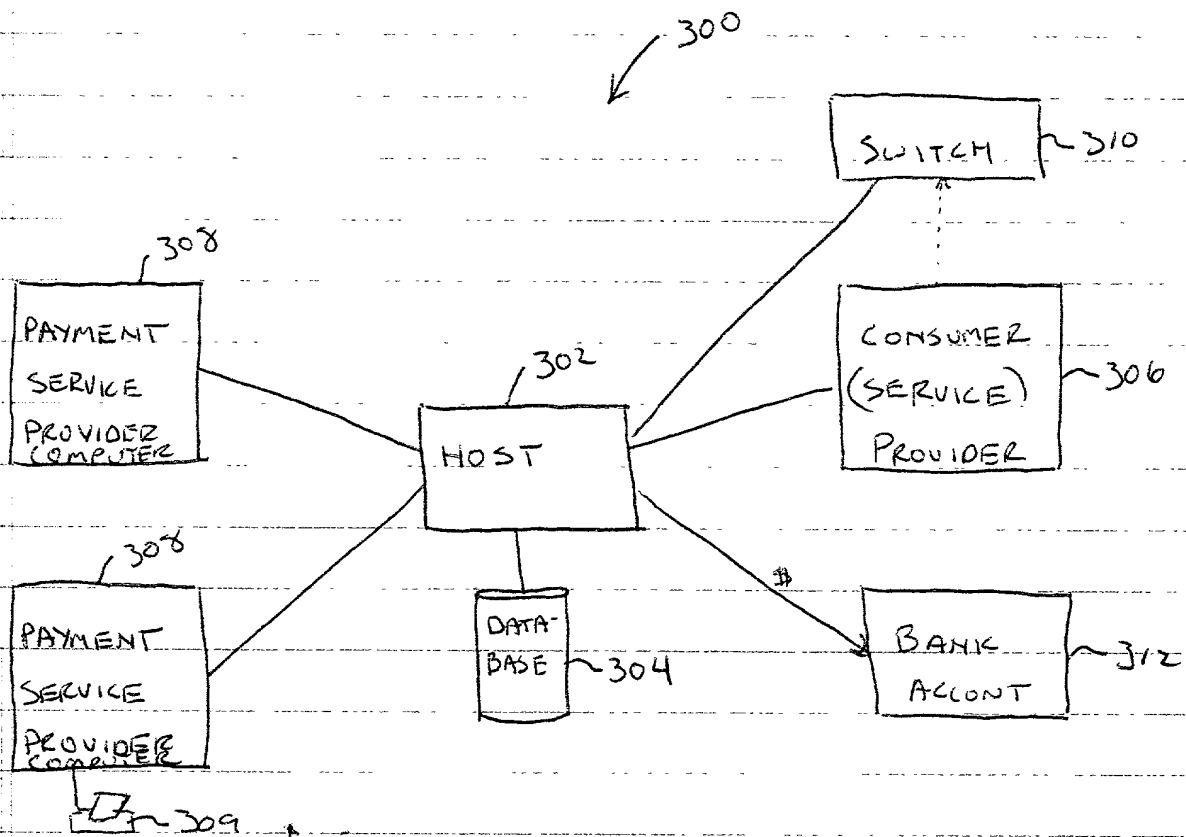 300
SWITCH
310
308
PAYMENT
SERVICE
PROVIDER
COMPUTER
302
HOST
CONSUMER
(SERVICE)
PROVIDER
306
308
PAYMENT
SERVICE
PROVIDER
COMPUTER
309
DATA-
BASE
304
$
BANK
ACCONT
312